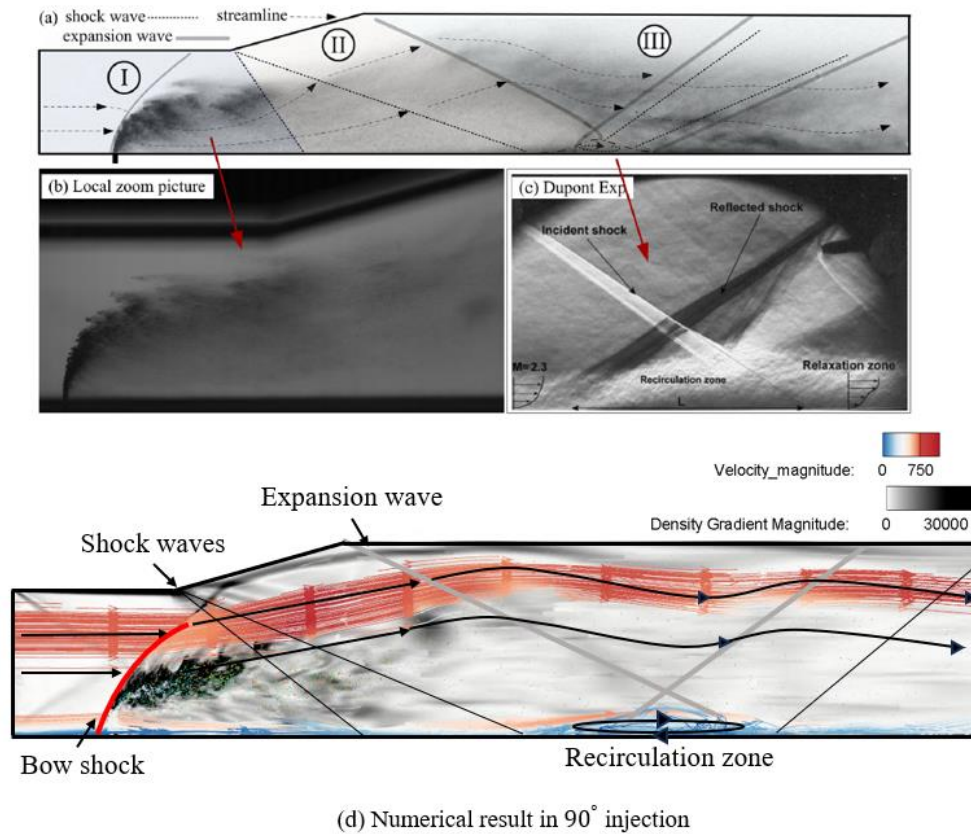 (a) shock wave streamline
expansion wave
I
II
III
(b) Local zoom picture
(c) Dupont Exp
Reflected shock
Incident shock
M=2.3
Relaxation zone
Recirculation zone
L
Velocity_magnitude: 0 750
Density Gradient Magnitude: 0 30000
Expansion wave
Shock waves
Bow shock
Recirculation zone
(d) Numerical result in 90° injection